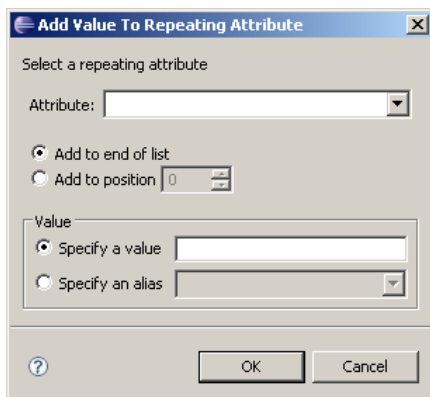 Add Value To Repeating Attribute
Select a repeating attribute
Attribute:
Add to end of list
Add to position 0
Value
Specify a value
Specify an alias
? OK Cancel